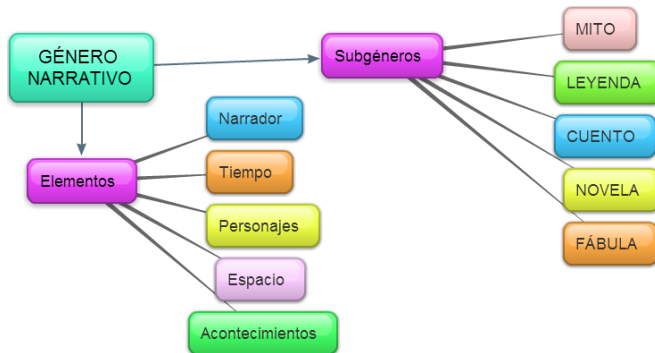 GÉNERO
NARRATIVO
Subgéneros
MITO
LEYENDA
CUENTO
NOVELA
FÁBULA
Elementos
Narrador
Tiempo
Personajes
Espacio
Acontecimientos